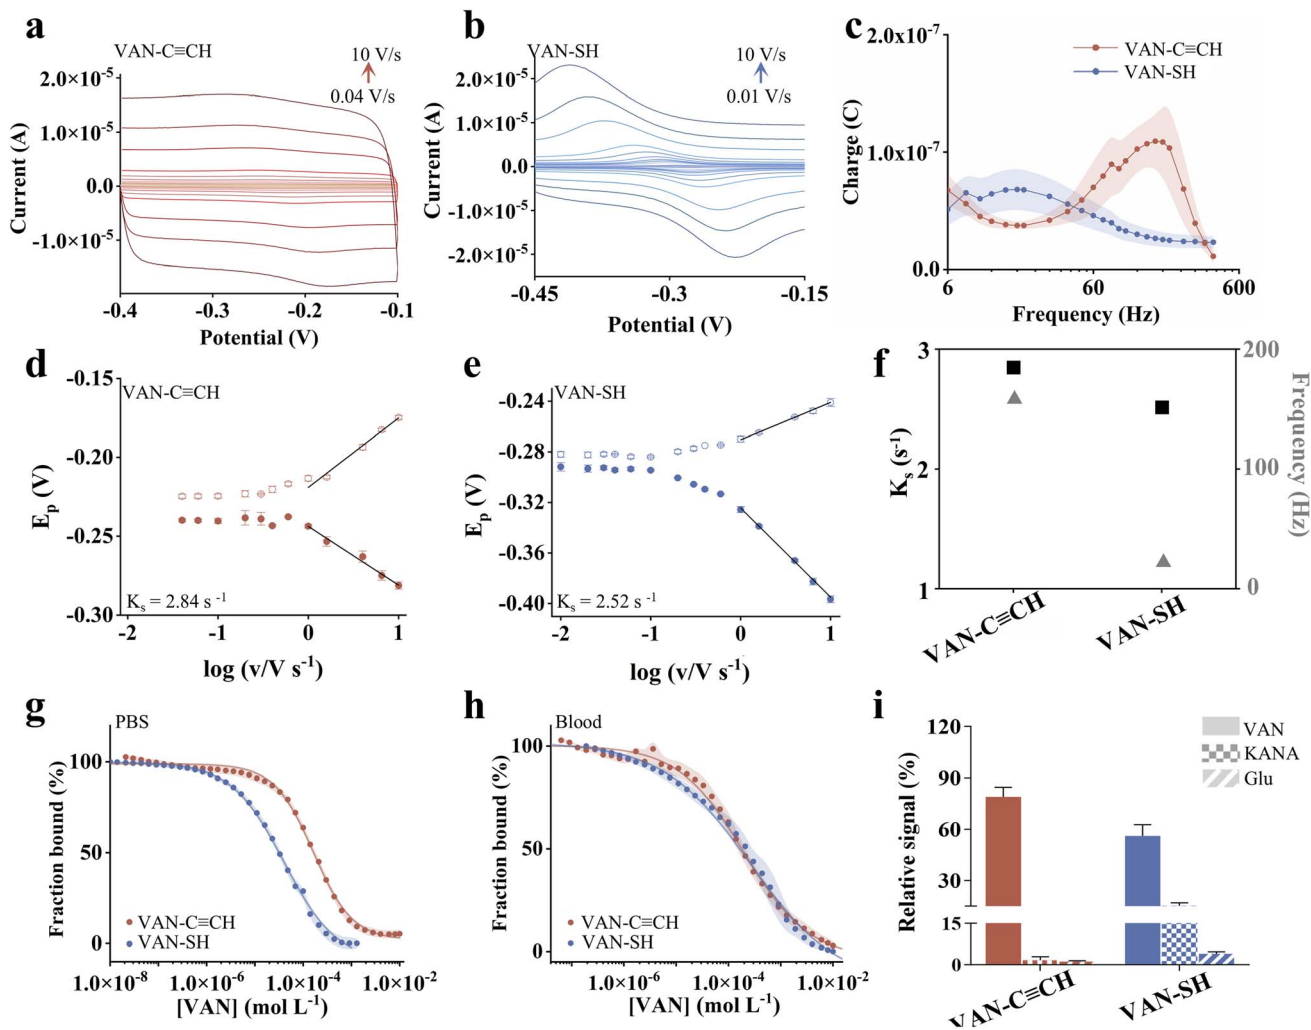 a
VAN-C≡CH
10 V/s
0.04 V/s
2.0×10⁻⁵
1.0×10⁻⁵
0.0
-1.0×10⁻⁵
Current (A)
-0.4
-0.3
-0.2
-0.1
Potential (V)
b
VAN-SH
10 V/s
0.01 V/s
2.0×10⁻⁵
1.0×10⁻⁵
0.0
-1.0×10⁻⁵
-2.0×10⁻⁵
Current (A)
-0.45
-0.3
-0.15
Potential (V)
c
2.0x10⁻⁷
1.0x10⁻⁷
0.0
Charge (C)
VAN-C≡CH
VAN-SH
6
60
600
Frequency (Hz)
d
VAN-C≡CH
-0.15
-0.20
-0.25
-0.30
Eₚ (V)
Kₛ = 2.84 s ⁻¹
-2
-1
0
1
log (v/V s⁻¹)
e
VAN-SH
-0.24
-0.28
-0.32
-0.36
-0.40
Eₚ (V)
Kₛ = 2.52 s ⁻¹
-2
-1
0
1
log (v/V s⁻¹)
f
3
2
1
Kₛ (s⁻¹)
200
100
0
Frequency (Hz)
VAN-C≡CH
VAN-SH
g
PBS
100
50
0
Fraction bound (%)
VAN-C≡CH
VAN-SH
1.0×10⁻⁸
1.0×10⁻⁶
1.0×10⁻⁴
1.0×10⁻²
[VAN] (mol L⁻¹)
h
Blood
100
50
0
Fraction bound (%)
VAN-C≡CH
VAN-SH
1.0×10⁻⁶
1.0×10⁻⁴
1.0×10⁻²
[VAN] (mol L⁻¹)
i
120
90
60
30
15
0
Relative signal (%)
VAN
KANA
Glu
VAN-C≡CH
VAN-SH